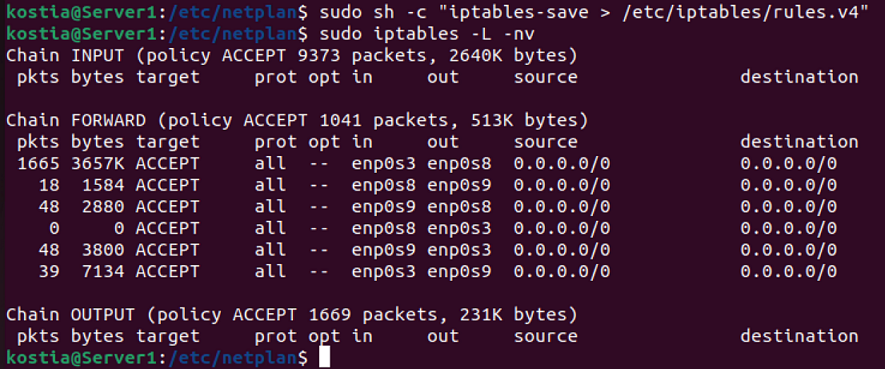 kostia@Server1:/etc/netplan$ sudo sh -c "iptables-save > /etc/iptables/rules.v4"
kostia@Server1:/etc/netplan$ sudo iptables -L -nv
Chain INPUT (policy ACCEPT 9373 packets, 2640K bytes)
 pkts bytes target     prot opt in     out     source               destination

Chain FORWARD (policy ACCEPT 1041 packets, 513K bytes)
 pkts bytes target     prot opt in     out     source               destination
 1665 3657K ACCEPT     all  --  enp0s3 enp0s8  0.0.0.0/0            0.0.0.0/0
   18  1584 ACCEPT     all  --  enp0s8 enp0s9  0.0.0.0/0            0.0.0.0/0
   48  2880 ACCEPT     all  --  enp0s9 enp0s8  0.0.0.0/0            0.0.0.0/0
    0     0 ACCEPT     all  --  enp0s8 enp0s3  0.0.0.0/0            0.0.0.0/0
   48  3800 ACCEPT     all  --  enp0s9 enp0s3  0.0.0.0/0            0.0.0.0/0
   39  7134 ACCEPT     all  --  enp0s3 enp0s9  0.0.0.0/0            0.0.0.0/0

Chain OUTPUT (policy ACCEPT 1669 packets, 231K bytes)
 pkts bytes target     prot opt in     out     source               destination
kostia@Server1:/etc/netplan$